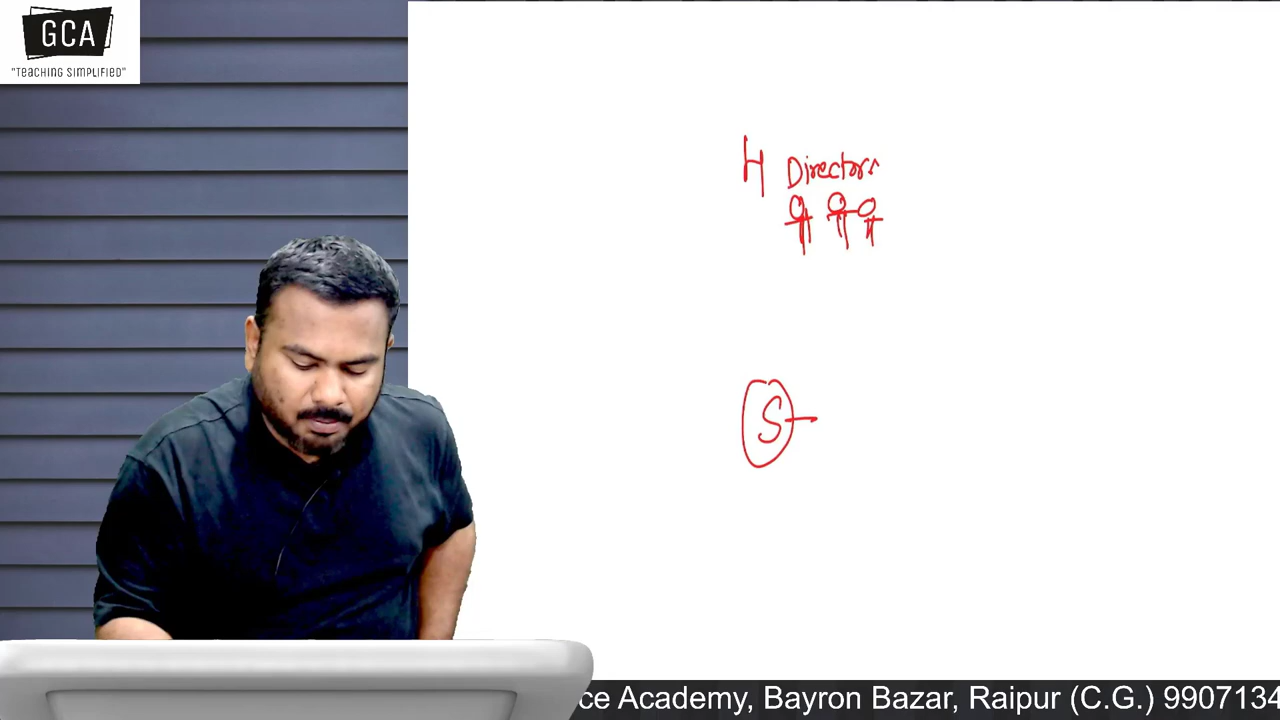 GCA
"Teaching Simplified"
H Directors
S
ce Academy, Bayron Bazar, Raipur (C.G.) 9907134